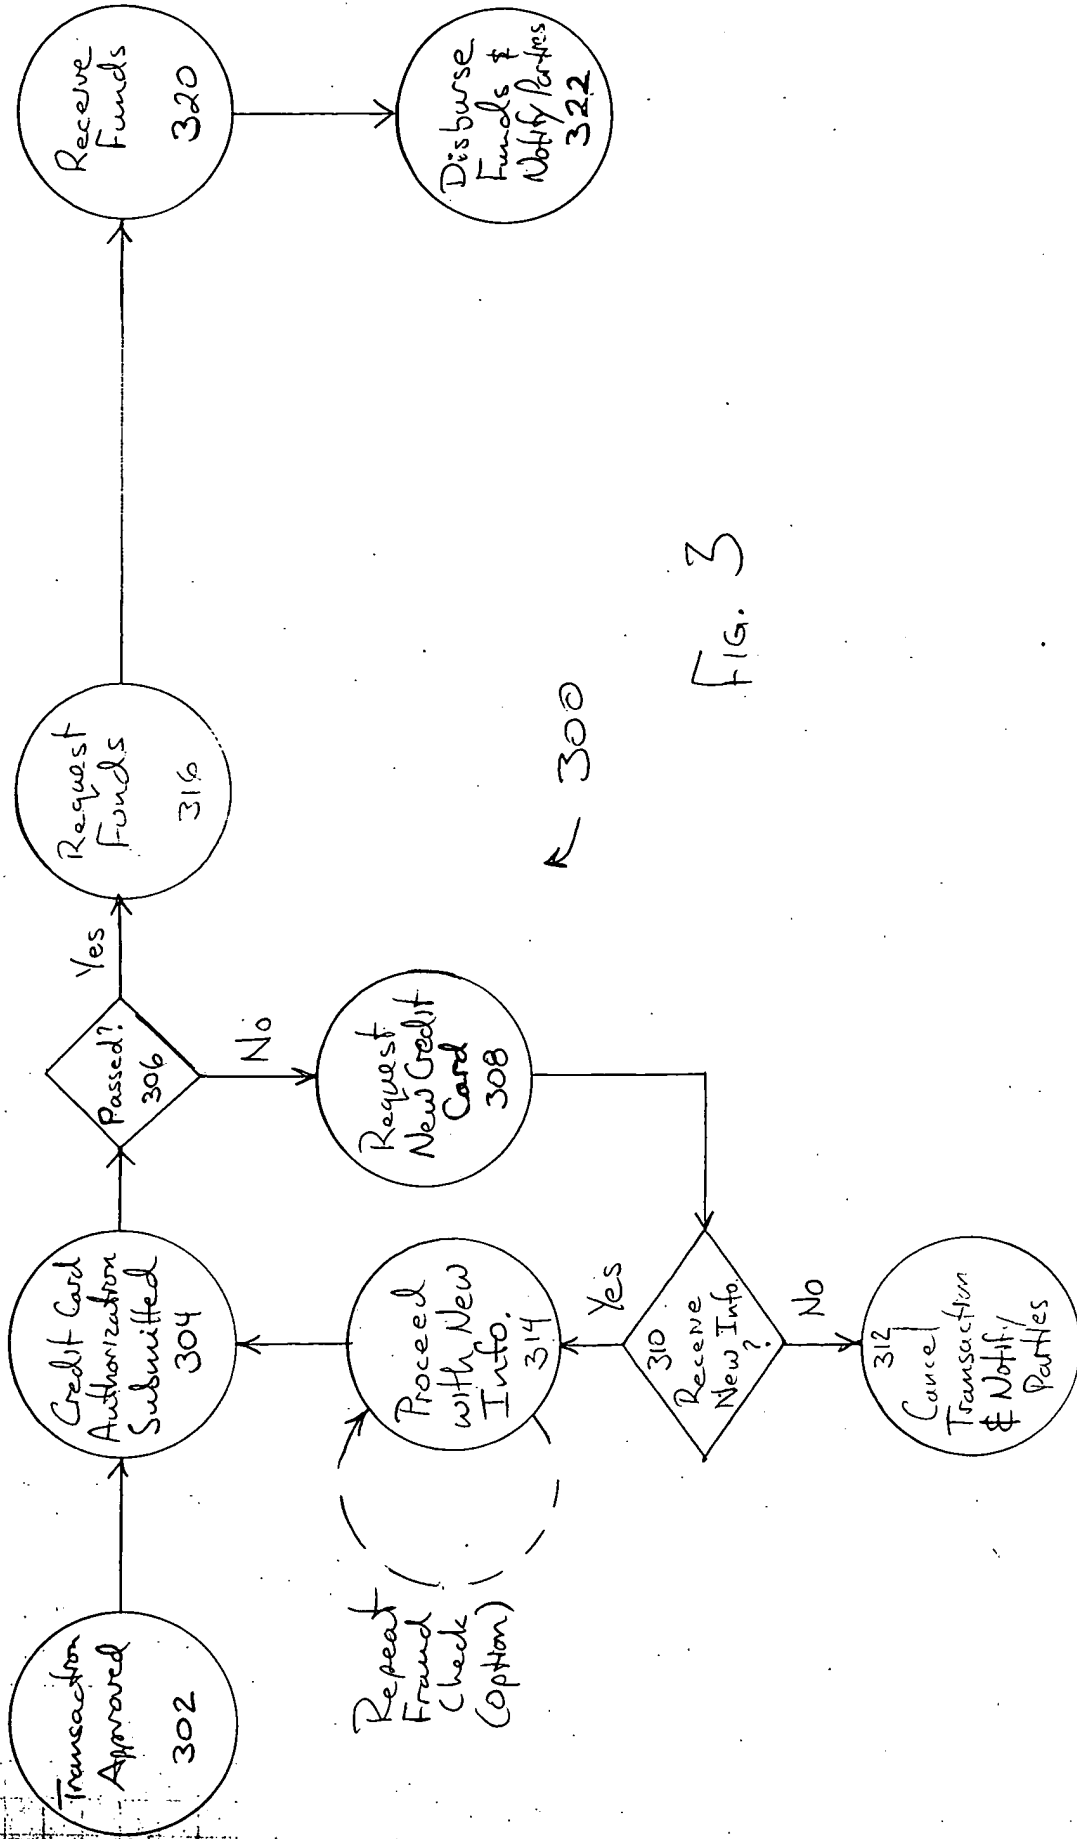 Transaction
Approved
302
Credit Card
Authorization
Submitted
304
Passed?
306
Yes
Request
Funds
316
Receive
Funds
320
Disburse
Funds &
Notify Parties
322
No
Request
New Credit
Card
308
310
Receive
New Info.
?
Yes
Proceed
with New
Info.
314
Repeat
Fraud
Check
(option)
No
312
Cancel
Transaction
& Notify
Parties
300
FIG. 3